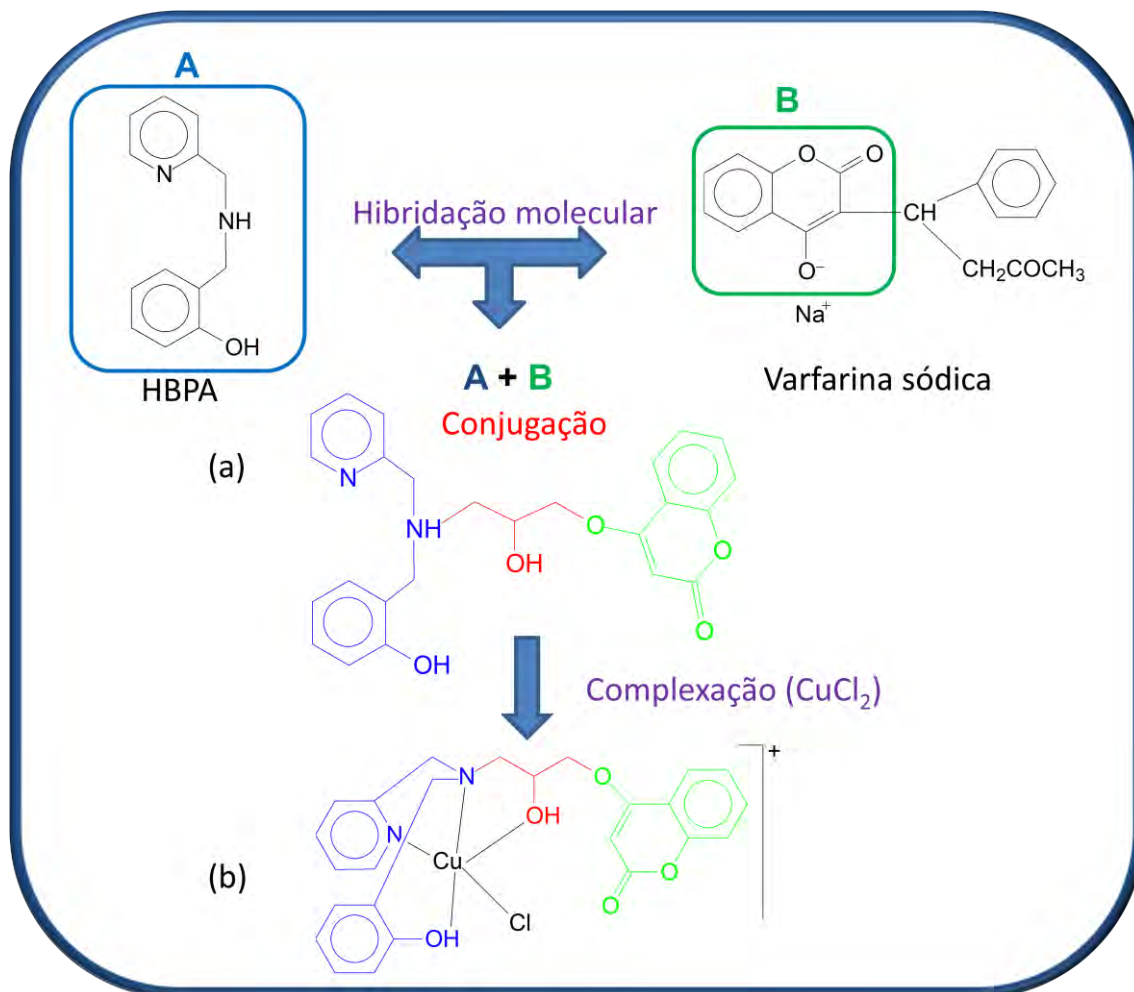 A
B
N
NH
OH
HBPA
Hibridação molecular
O
O
CH
O⁻
CH₂COCH₃
Na⁺
Varfarina sódica
A + B
Conjugação
(a)
N
NH
OH
OH
O
O
O
Complexação (CuCl₂)
(b)
+
N
O
OH
N
Cu
O
O
Cl
OH